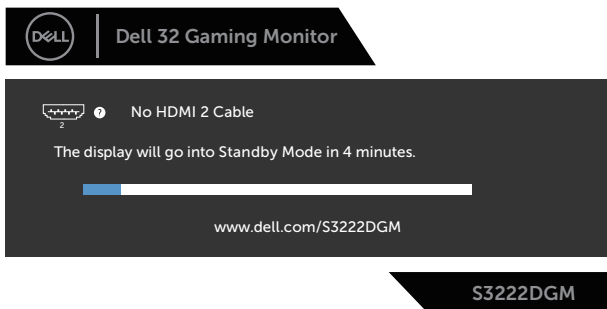 DELL
Dell 32 Gaming Monitor
? No HDMI 2 Cable
2
The display will go into Standby Mode in 4 minutes.
www.dell.com/S3222DGM
S3222DGM